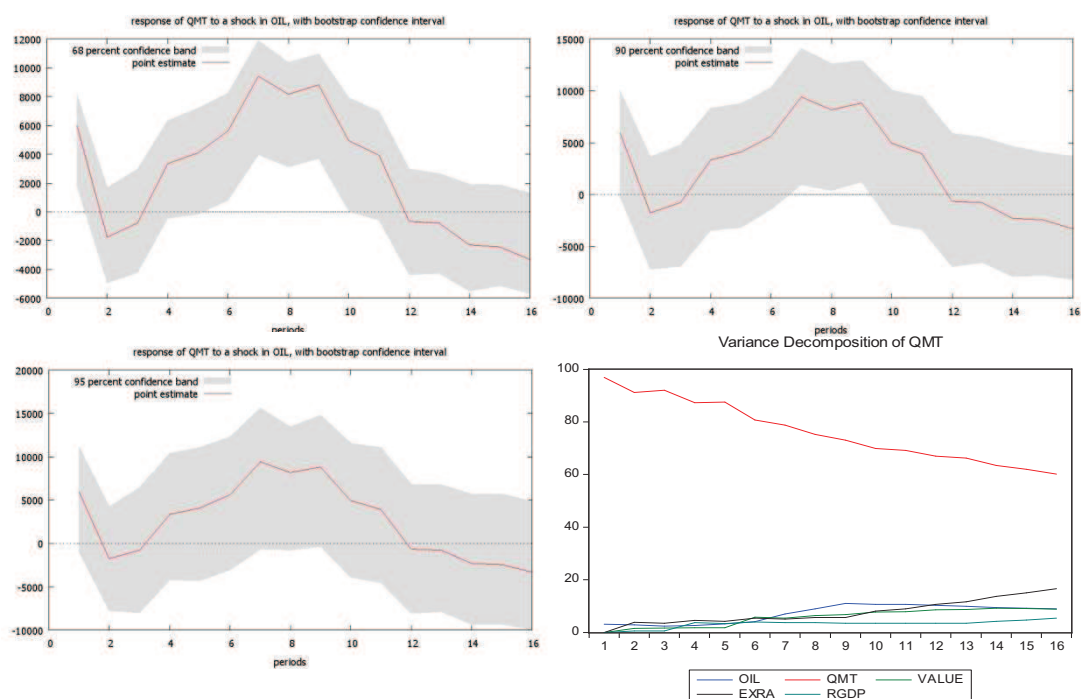 response of QMT to a shock in OIL, with bootstrap confidence interval
68 percent confidence band
point estimate
12000
10000
8000
6000
4000
2000
0
-2000
-4000
-6000
0 2 4 6 8 10 12 14 16
periods
response of QMT to a shock in OIL, with bootstrap confidence interval
90 percent confidence band
point estimate
15000
10000
5000
0
-5000
-10000
0 2 4 6 8 10 12 14 16
periods
response of QMT to a shock in OIL, with bootstrap confidence interval
95 percent confidence band
point estimate
20000
15000
10000
5000
0
-5000
-10000
0 2 4 6 8 10 12 14 16
periods
Variance Decomposition of QMT
100
80
60
40
20
0
1 2 3 4 5 6 7 8 9 10 11 12 13 14 15 16
OIL QMT VALUE
EXRA RGDP